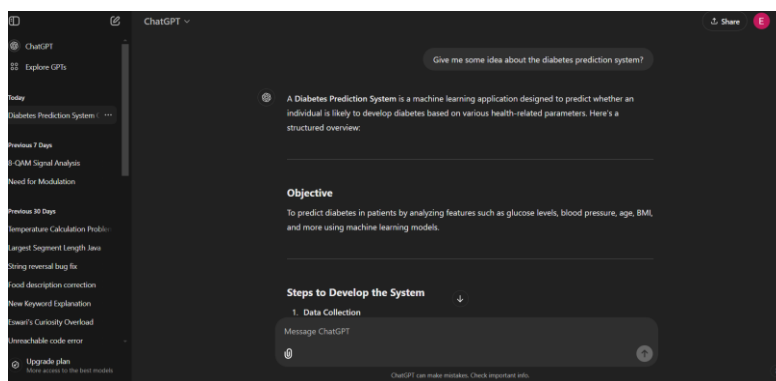 ChatGPT
Share
E
ChatGPT
Explore GPTs
Today
Diabetes Prediction System
Previous 7 Days
8-QAM Signal Analysis
Need for Modulation
Previous 30 Days
Temperature Calculation Problem
Largest Segment Length Java
String reversal bug fix
Food description correction
New Keyword Explanation
Eswari's Curiosity Overload
Unreachable code error
Upgrade plan
More access to the best models
Give me some idea about the diabetes prediction system?
A Diabetes Prediction System is a machine learning application designed to predict whether an
individual is likely to develop diabetes based on various health-related parameters. Here's a
structured overview:
Objective
To predict diabetes in patients by analyzing features such as glucose levels, blood pressure, age, BMI,
and more using machine learning models.
Steps to Develop the System
1. Data Collection
Message ChatGPT
ChatGPT can make mistakes. Check important info.